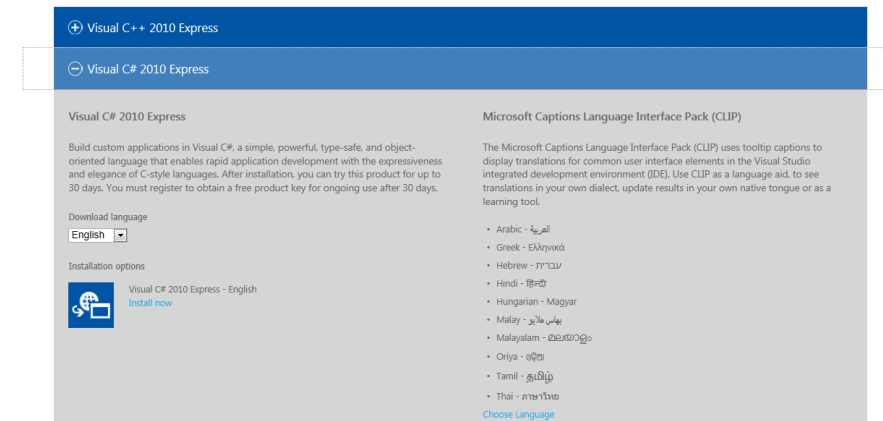 Visual C++ 2010 Express
Visual C# 2010 Express
Visual C# 2010 Express
Build custom applications in Visual C#, a simple, powerful, type-safe, and object-
oriented language that enables rapid application development with the expressiveness
and elegance of C-style languages. After installation, you can try this product for up to
30 days. You must register to obtain a free product key for ongoing use after 30 days.
Download language
English
Installation options
Visual C# 2010 Express - English
Install now
Microsoft Captions Language Interface Pack (CLIP)
The Microsoft Captions Language Interface Pack (CLIP) uses tooltip captions to
display translations for common user interface elements in the Visual Studio
integrated development environment (IDE). Use CLIP as a language aid, to see
translations in your own dialect, update results in your own native tongue or as a
learning tool.
• Arabic - العربية
• Greek - Ελληνικά
• Hebrew - עברית
• Hindi - हिन्दी
• Hungarian - Magyar
• Malay - بهاس ملايو
• Malayalam - മലയാളം
• Oriya - ଓଡ଼ିଆ
• Tamil - தமிழ்
• Thai - ภาษาไทย
Choose Language